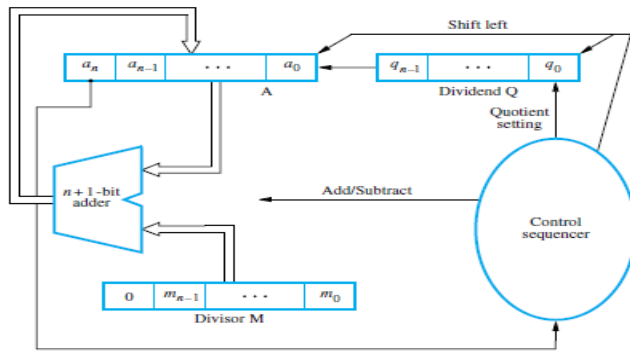 Shift left
aₙ aₙ₋₁ ··· a₀ qₙ₋₁ ··· q₀
A Dividend Q
Quotient
setting
n + 1-bit
adder
Add/Subtract
Control
sequencer
0 mₙ₋₁ ··· m₀
Divisor M